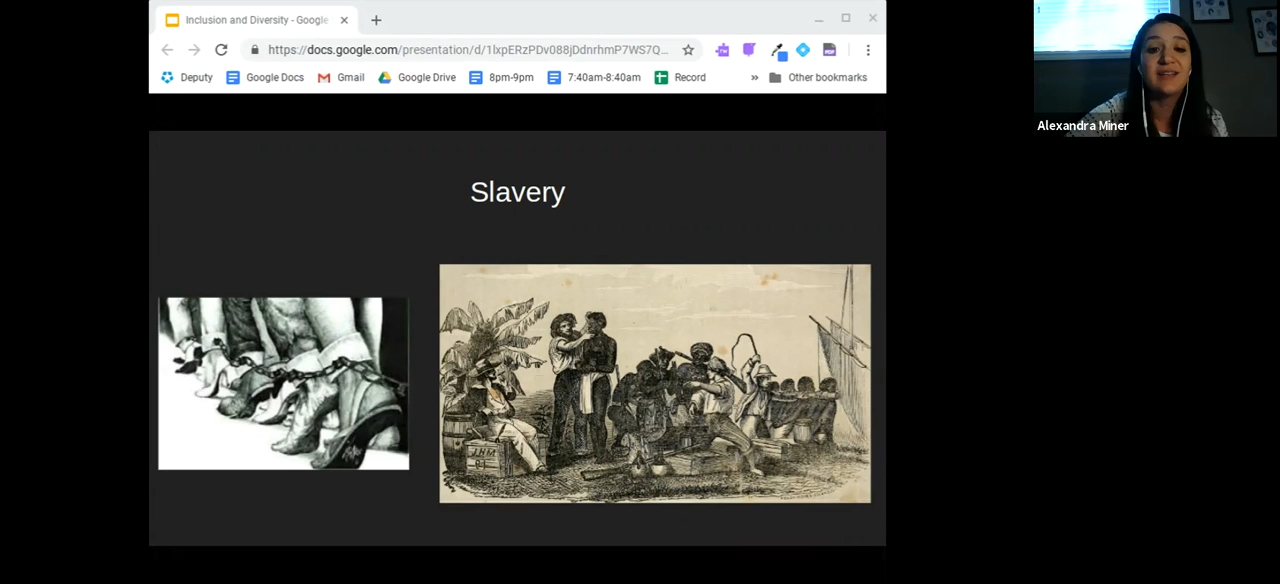 Inclusion and Diversity - Google
https://docs.google.com/presentation/d/1lxpERzPDv088jDdnrhmP7WS7Q...
Deputy Google Docs Gmail Google Drive 8pm-9pm 7:40am-8:40am Record » Other bookmarks
Alexandra Miner
Slavery
J.H.M